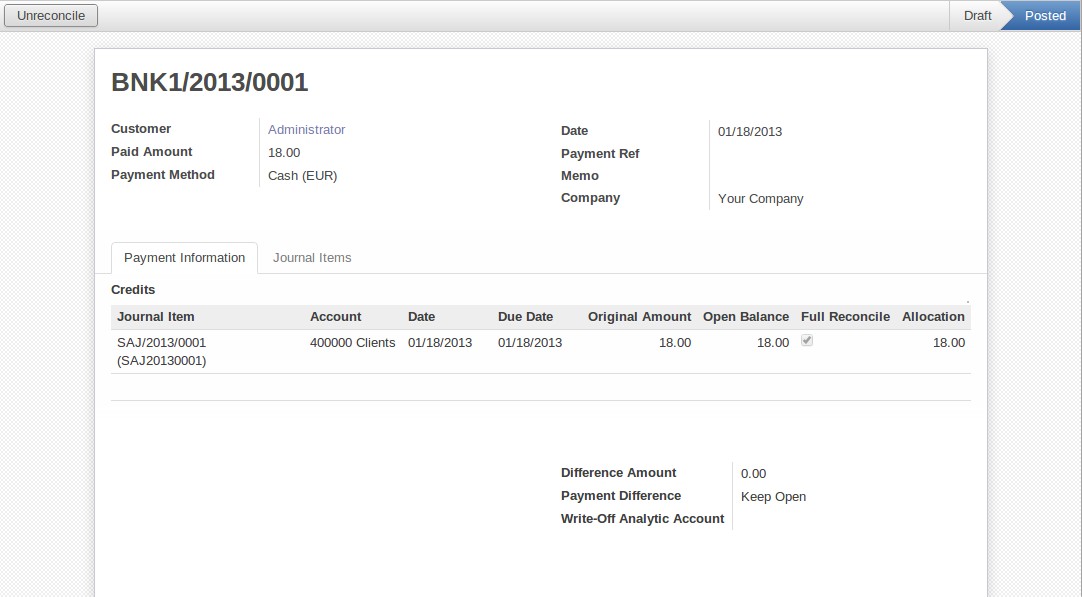 Unreconcile
Draft
Posted
BNK1/2013/0001
Customer Administrator
Paid Amount 18.00
Payment Method Cash (EUR)
Date 01/18/2013
Payment Ref
Memo
Company Your Company
Payment Information Journal Items
Credits
Journal Item Account Date Due Date Original Amount Open Balance Full Reconcile Allocation
SAJ/2013/0001 400000 Clients 01/18/2013 01/18/2013 18.00 18.00 18.00
(SAJ20130001)
Difference Amount 0.00
Payment Difference Keep Open
Write-Off Analytic Account